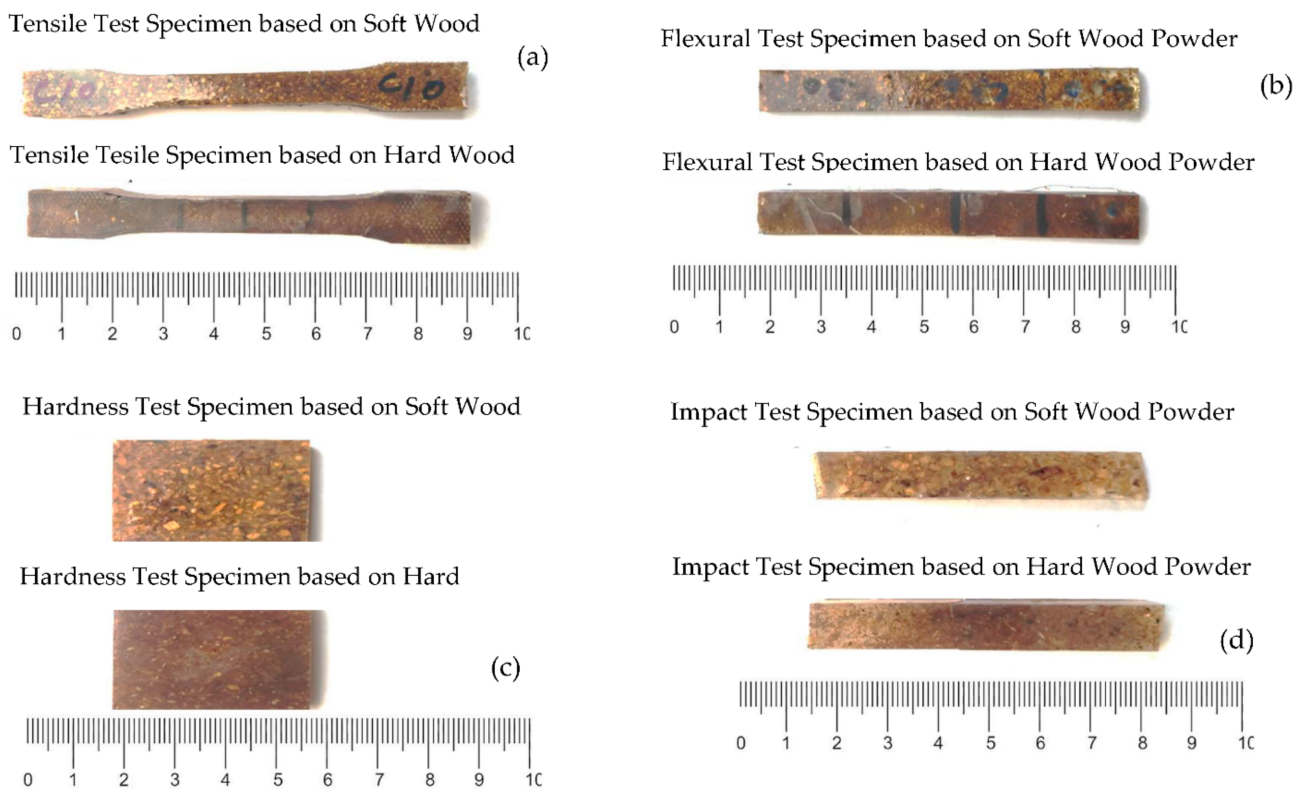 Tensile Test Specimen based on Soft Wood
(a)
C10
C10
Tensile Tesile Specimen based on Hard Wood
0 1 2 3 4 5 6 7 8 9 10
Flexural Test Specimen based on Soft Wood Powder
(b)
Flexural Test Specimen based on Hard Wood Powder
0 1 2 3 4 5 6 7 8 9 10
Hardness Test Specimen based on Soft Wood
Hardness Test Specimen based on Hard
(c)
0 1 2 3 4 5 6 7 8 9 10
Impact Test Specimen based on Soft Wood Powder
Impact Test Specimen based on Hard Wood Powder
(d)
0 1 2 3 4 5 6 7 8 9 10